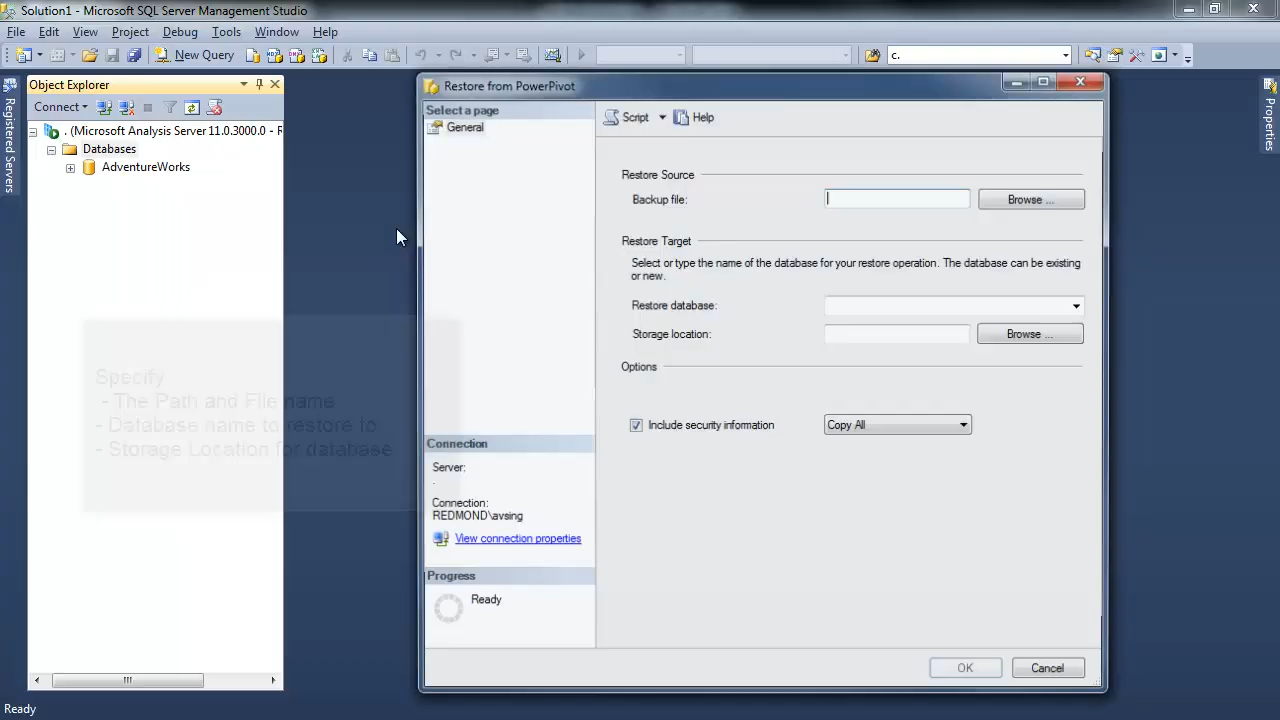 Solution1 - Microsoft SQL Server Management Studio
File Edit View Project Debug Tools Window Help
New Query
c.
Registered Servers
Object Explorer
Connect
. (Microsoft Analysis Server 11.0.3000.0 - R
Databases
AdventureWorks
Specify
- The Path and File name
- Database name to restore to
- Storage Location for database
Restore from PowerPivot
Select a page
General
Script
Help
Restore Source
Backup file:
Browse ...
Restore Target
Select or type the name of the database for your restore operation. The database can be existing
or new.
Restore database:
Storage location:
Browse ...
Options
Include security information
Copy All
Connection
Server:
.
Connection:
REDMOND\avsing
View connection properties
Progress
Ready
OK
Cancel
Properties
Ready